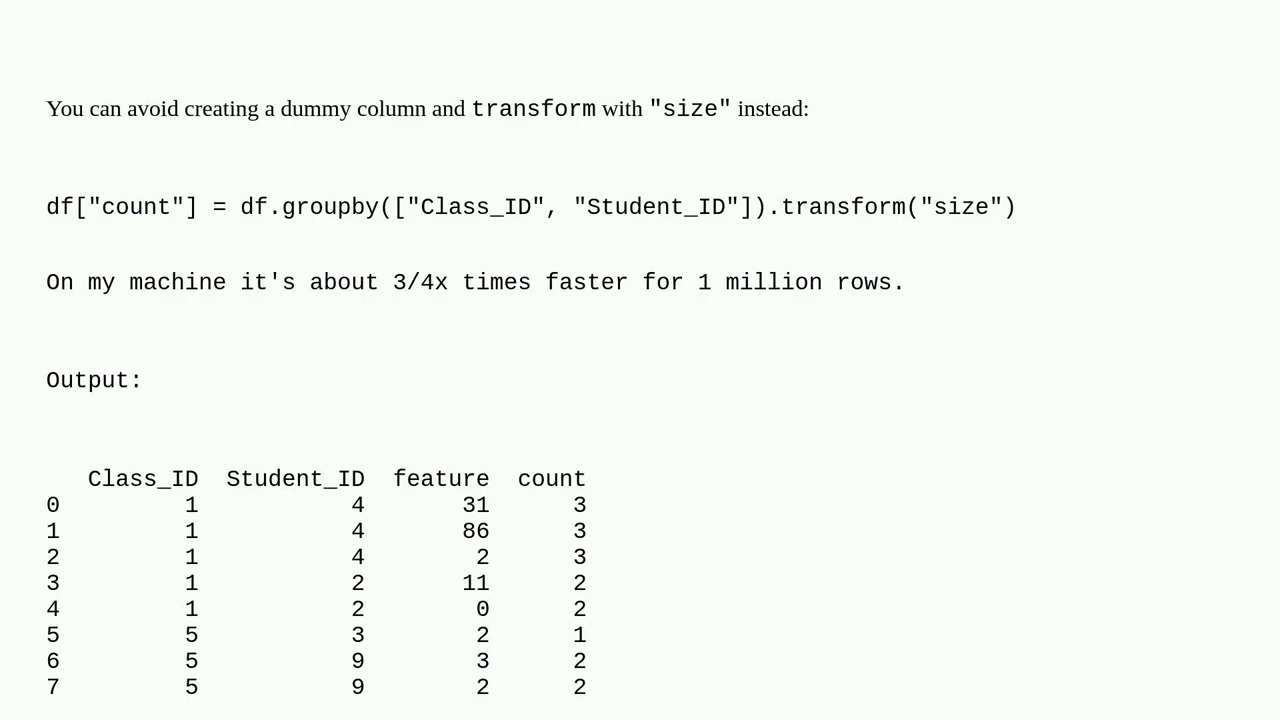 You can avoid creating a dummy column and transform with "size" instead:
df["count"] = df.groupby(["Class_ID", "Student_ID"]).transform("size")
On my machine it's about 3/4x times faster for 1 million rows.
Output:
   Class_ID  Student_ID  feature  count
0         1           4       31      3
1         1           4       86      3
2         1           4        2      3
3         1           2       11      2
4         1           2        0      2
5         5           3        2      1
6         5           9        3      2
7         5           9        2      2